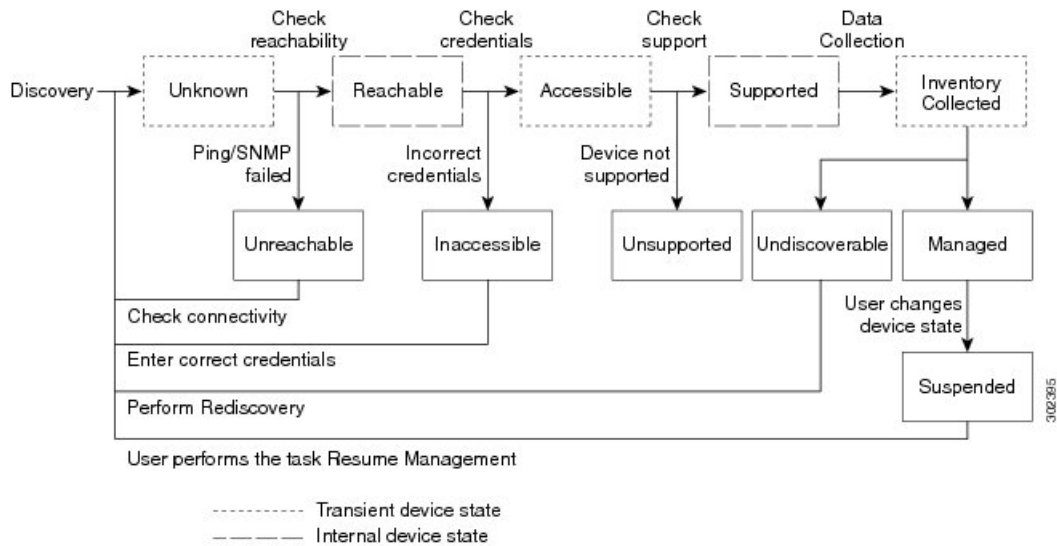 Check
reachability
Check
credentials
Check
support
Data
Collection
Discovery
Unknown
Reachable
Accessible
Supported
Inventory
Collected
Ping/SNMP
failed
Incorrect
credentials
Device not
supported
Unreachable
Inaccessible
Unsupported
Undiscoverable
Managed
Check connectivity
User changes
device state
Enter correct credentials
Suspended
Perform Rediscovery
User performs the task Resume Management
302395
Transient device state
Internal device state